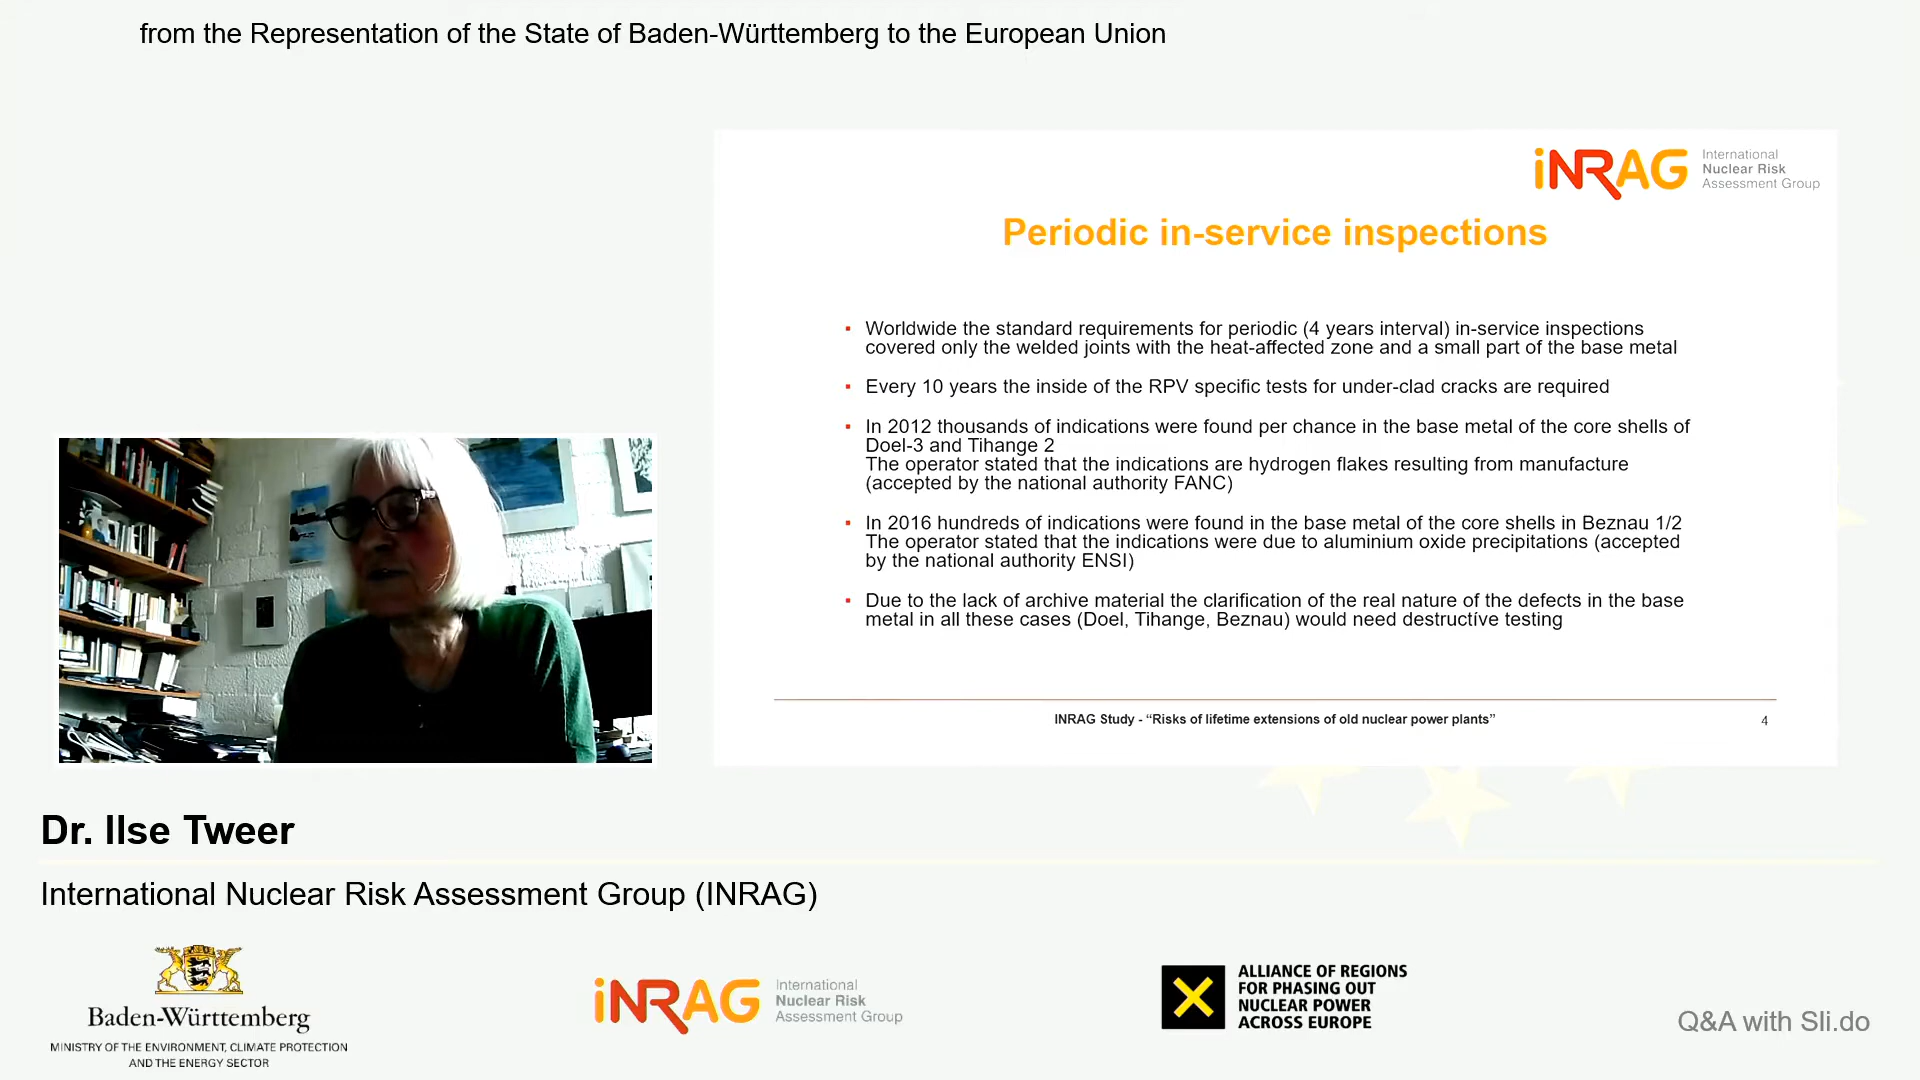 from the Representation of the State of Baden-Württemberg to the European Union
iNRAG International
Nuclear Risk
Assessment Group
Periodic in-service inspections
▪ Worldwide the standard requirements for periodic (4 years interval) in-service inspections
covered only the welded joints with the heat-affected zone and a small part of the base metal
▪ Every 10 years the inside of the RPV specific tests for under-clad cracks are required
▪ In 2012 thousands of indications were found per chance in the base metal of the core shells of
Doel-3 and Tihange 2
The operator stated that the indications are hydrogen flakes resulting from manufacture
(accepted by the national authority FANC)
▪ In 2016 hundreds of indications were found in the base metal of the core shells in Beznau 1/2
The operator stated that the indications were due to aluminium oxide precipitations (accepted
by the national authority ENSI)
▪ Due to the lack of archive material the clarification of the real nature of the defects in the base
metal in all these cases (Doel, Tihange, Beznau) would need destructíve testing
INRAG Study - “Risks of lifetime extensions of old nuclear power plants”
4
Dr. Ilse Tweer
International Nuclear Risk Assessment Group (INRAG)
Baden-Württemberg
MINISTRY OF THE ENVIRONMENT, CLIMATE PROTECTION
AND THE ENERGY SECTOR
iNRAG International
Nuclear Risk
Assessment Group
ALLIANCE OF REGIONS
FOR PHASING OUT
NUCLEAR POWER
ACROSS EUROPE
Q&A with Sli.do